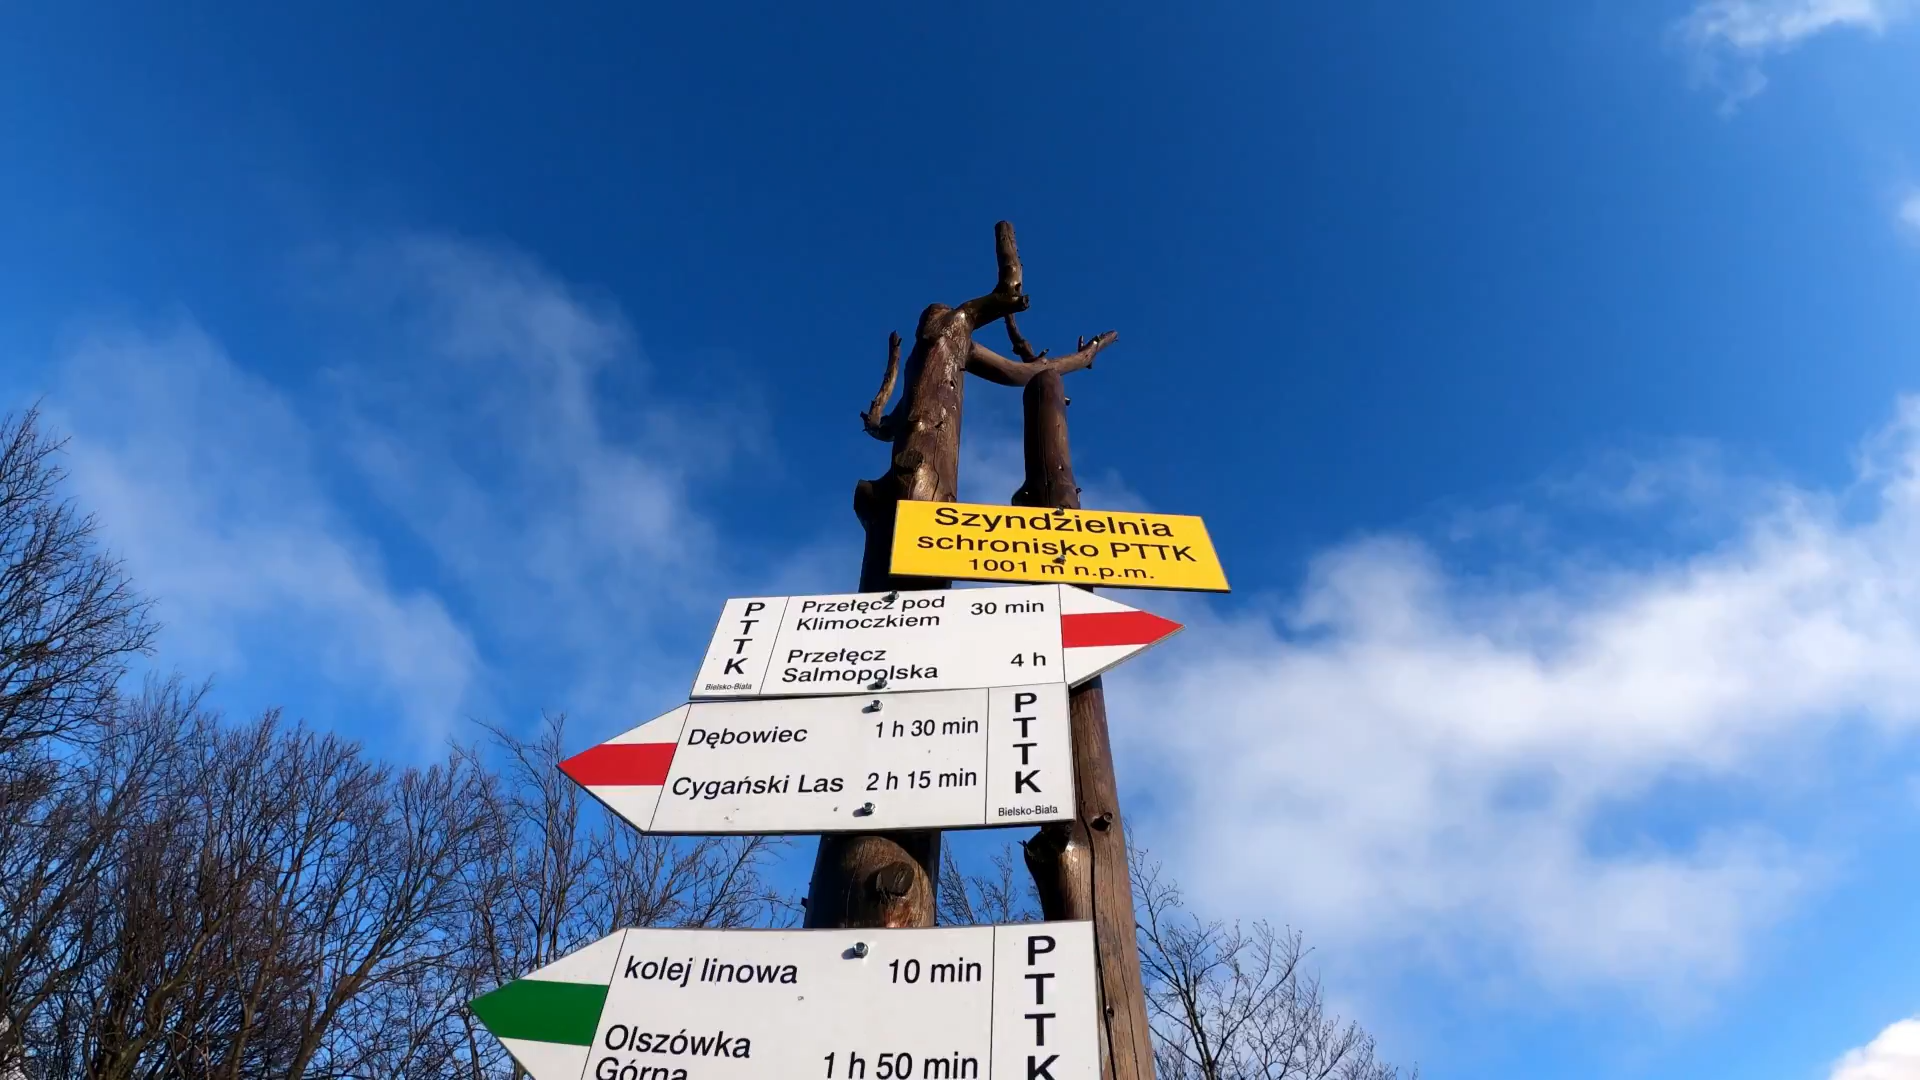 Szyndzielnia
schronisko PTTK
1001 m n.p.m.
PTTK
Bielsko-Biała
Przełęcz pod
Klimoczkiem 30 min
Przełęcz
Salmopolska 4 h
Dębowiec 1 h 30 min
Cygański Las 2 h 15 min
PTTK
Bielsko-Biała
kolej linowa 10 min
Olszówka
Górna 1 h 50 min
PTTK